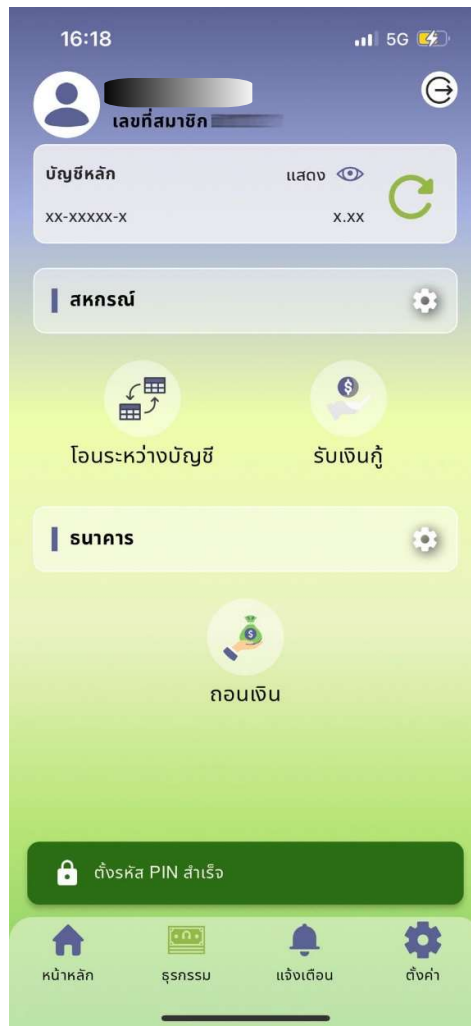 16:18 5G
เลขที่สมาชิก
บัญชีหลัก แสดง
xx-xxxxx-x x.xx
สหกรณ์
โอนระหว่างบัญชี รับเงินกู้
ธนาคาร
ถอนเงิน
ตั้งรหัส PIN สำเร็จ
หน้าหลัก ธุรกรรม แจ้งเตือน ตั้งค่า